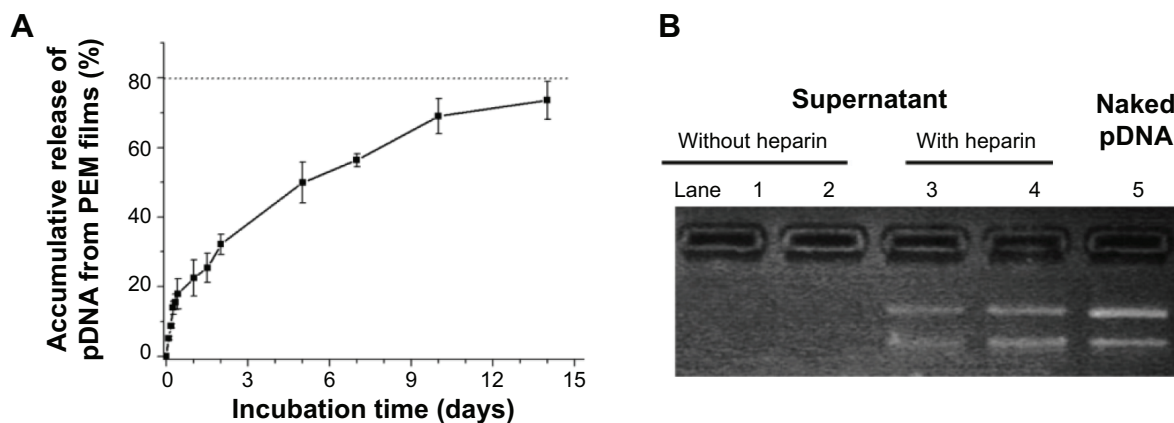 A
Accumulative release of
pDNA from PEM films (%)
80
60
40
20
0
0 3 6 9 12 15
Incubation time (days)
B
Supernatant
Naked
pDNA
Without heparin
With heparin
Lane 1 2 3 4 5